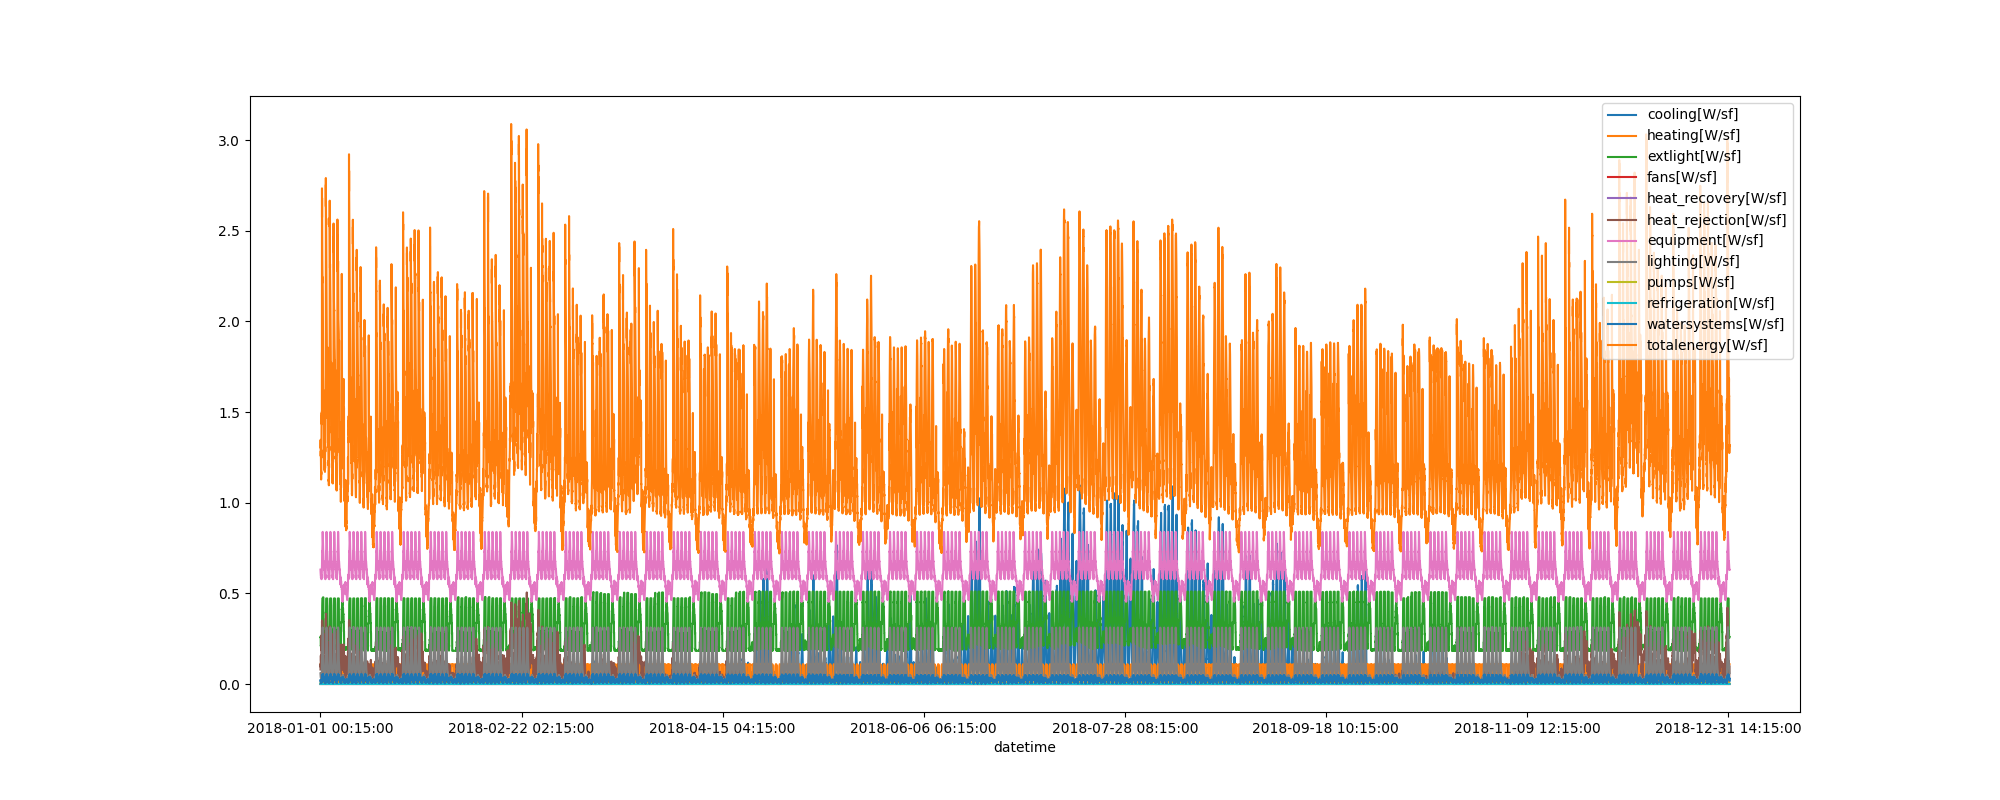 3.0
2.5
2.0
1.5
1.0
0.5
0.0
cooling[W/sf]
heating[W/sf]
extlight[W/sf]
fans[W/sf]
heat_recovery[W/sf]
heat_rejection[W/sf]
equipment[W/sf]
lighting[W/sf]
pumps[W/sf]
refrigeration[W/sf]
watersystems[W/sf]
totalenergy[W/sf]
2018-01-01 00:15:00 2018-02-22 02:15:00 2018-04-15 04:15:00 2018-06-06 06:15:00 2018-07-28 08:15:00 2018-09-18 10:15:00 2018-11-09 12:15:00 2018-12-31 14:15:00
datetime